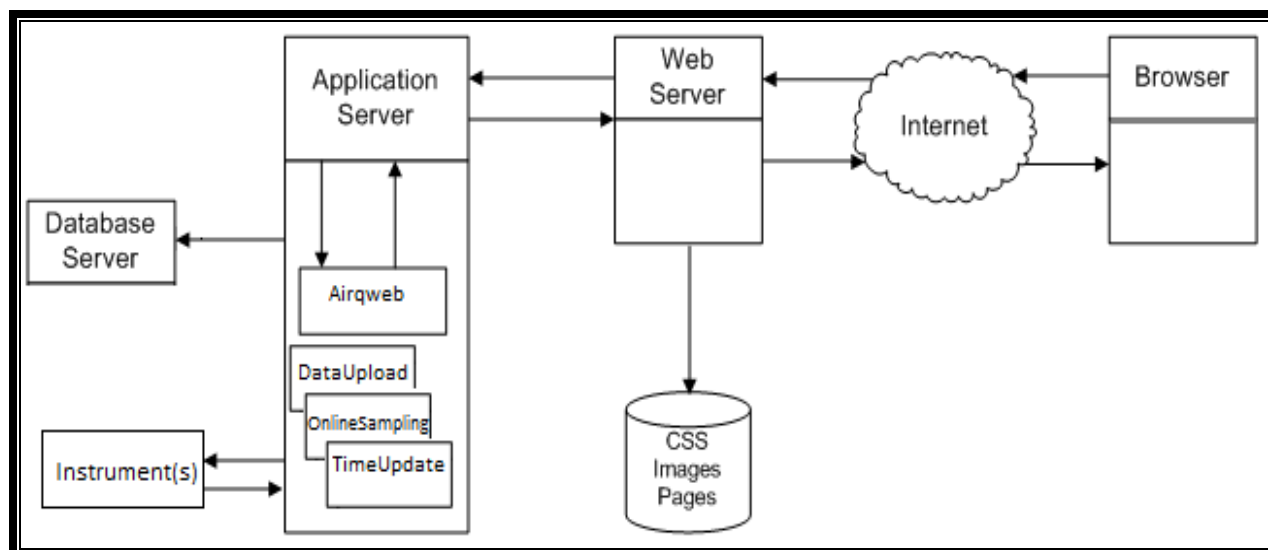 Application
Server
Web
Server
Internet
Browser
Database
Server
Airqweb
DataUpload
OnlineSampling
TimeUpdate
Instrument(s)
CSS
Images
Pages